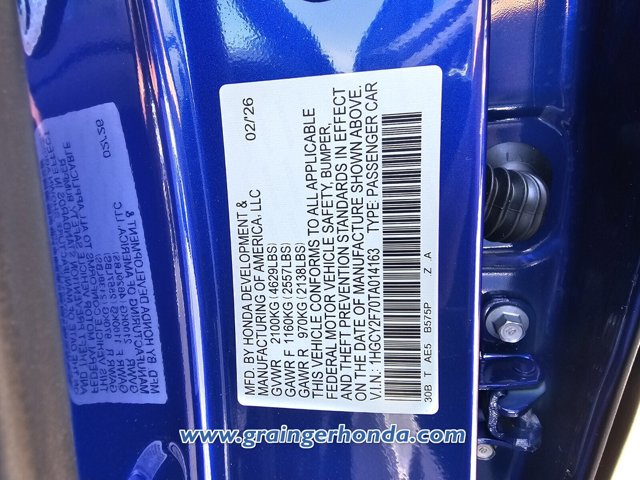 MFD. BY HONDA DEVELOPMENT &
MANUFACTURING OF AMERICA, LLC 02/'26
GVWR 2100KG(4629LBS)
GAWR F 1160KG(2557LBS)
GAWR R 970KG(2138LBS)
THIS VEHICLE CONFORMS TO ALL APPLICABLE
FEDERAL MOTOR VEHICLE SAFETY, BUMPER,
AND THEFT PREVENTION STANDARDS IN EFFECT
ON THE DATE OF MANUFACTURE SHOWN ABOVE.
V.I.N.: 1HGCY2F70TA014163 TYPE: PASSENGER CAR
30B T AE5 B575P Z A
www.graingerhonda.com